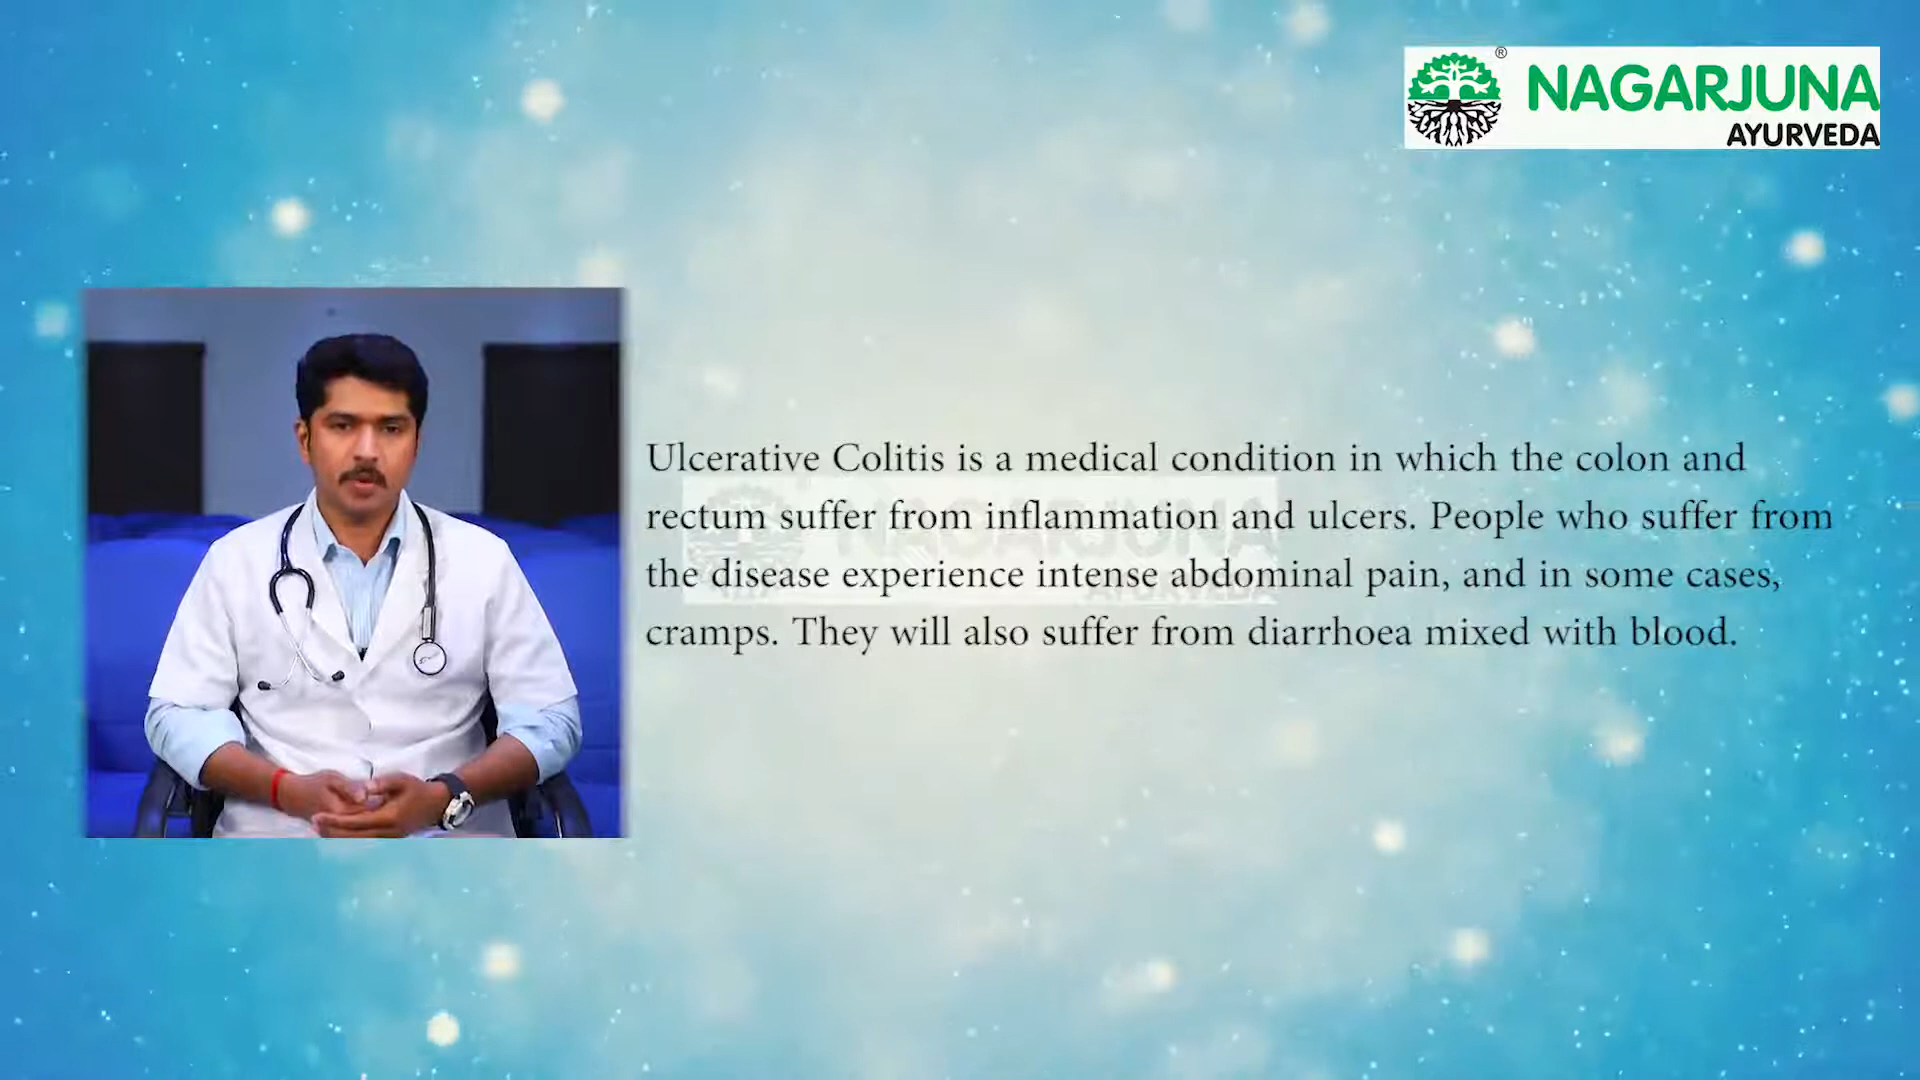 ®
NAGARJUNA
AYURVEDA
Ulcerative Colitis is a medical condition in which the colon and
rectum suffer from inflammation and ulcers. People who suffer from
the disease experience intense abdominal pain, and in some cases,
cramps. They will also suffer from diarrhoea mixed with blood.
NAGARJUNA
AYURVEDA